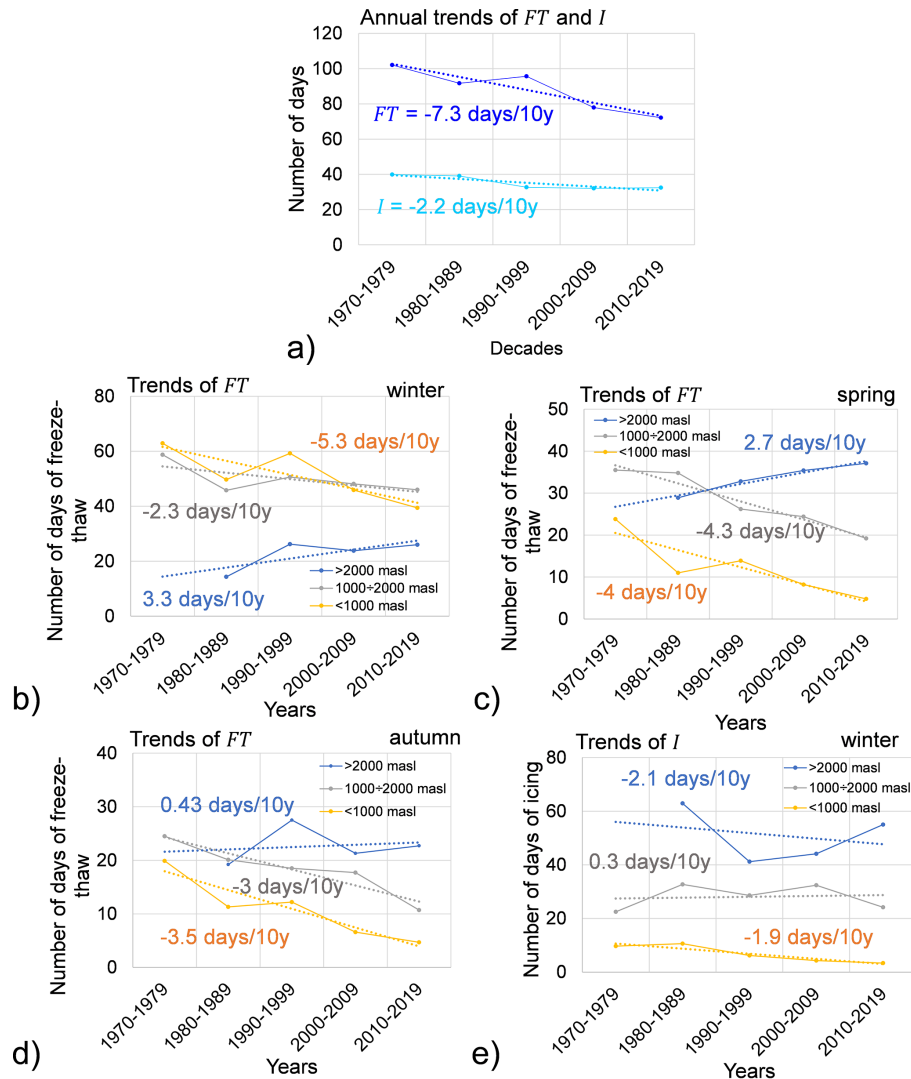 Annual trends of FT and I
Number of days
120
100
80
60
40
20
0
FT = -7.3 days/10y
I = -2.2 days/10y
1970-1979
1980-1989
1990-1999
2000-2009
2010-2019
Decades
a)
Trends of FT
winter
Number of days of freeze-
thaw
80
60
40
20
0
-5.3 days/10y
-2.3 days/10y
3.3 days/10y
>2000 masl
1000÷2000 masl
<1000 masl
1970-1979
1980-1989
1990-1999
2000-2009
2010-2019
Years
b)
Trends of FT
spring
Number of days of freeze-
thaw
50
40
30
20
10
0
>2000 masl
1000÷2000 masl
<1000 masl
2.7 days/10y
-4.3 days/10y
-4 days/10y
1970-1979
1980-1989
1990-1999
2000-2009
2010-2019
Years
c)
Trends of FT
autumn
Number of days of freeze-
thaw
40
30
20
10
0
>2000 masl
1000÷2000 masl
<1000 masl
0.43 days/10y
-3 days/10y
-3.5 days/10y
1970-1979
1980-1989
1990-1999
2000-2009
2010-2019
Years
d)
Trends of I
winter
Number of days of icing
80
60
40
20
0
>2000 masl
1000÷2000 masl
<1000 masl
-2.1 days/10y
0.3 days/10y
-1.9 days/10y
1970-1979
1980-1989
1990-1999
2000-2009
2010-2019
Years
e)